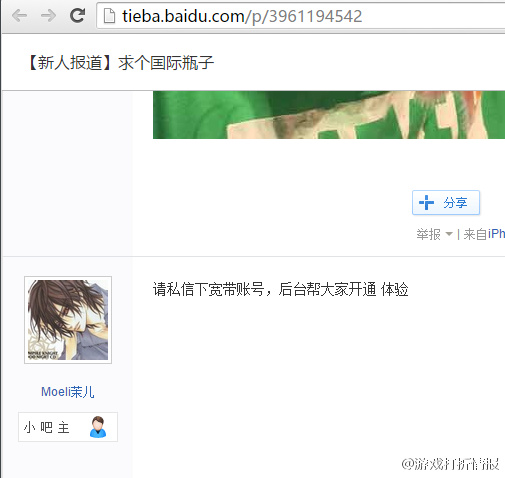 tieba.baidu.com/p/3961194542
【新人报道】求个国际瓶子
分享
举报 | 来自iPh
请私信下宽带账号，后台帮大家开通 体验
Moeli茉儿
小吧主
@游戏打折情报